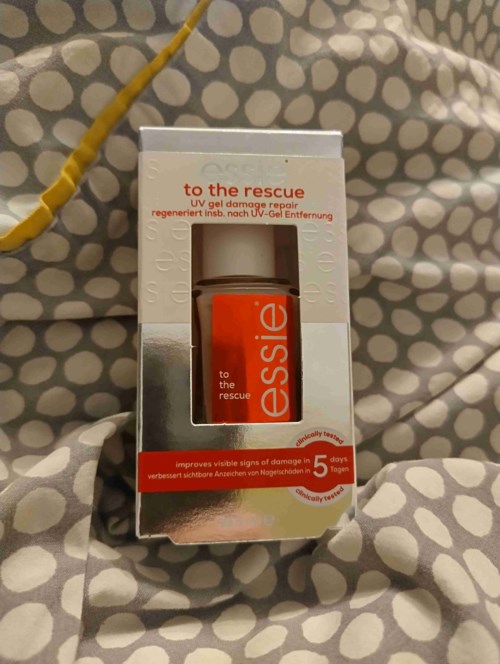 essie
to the rescue
UV gel damage repair
regeneriert insb. nach UV-Gel Entfernung
essie®
to
the
rescue
clinically tested
improves visible signs of damage in
verbessert sichtbare Anzeichen von Nagelschäden in
5 days
Tagen
clinically tested